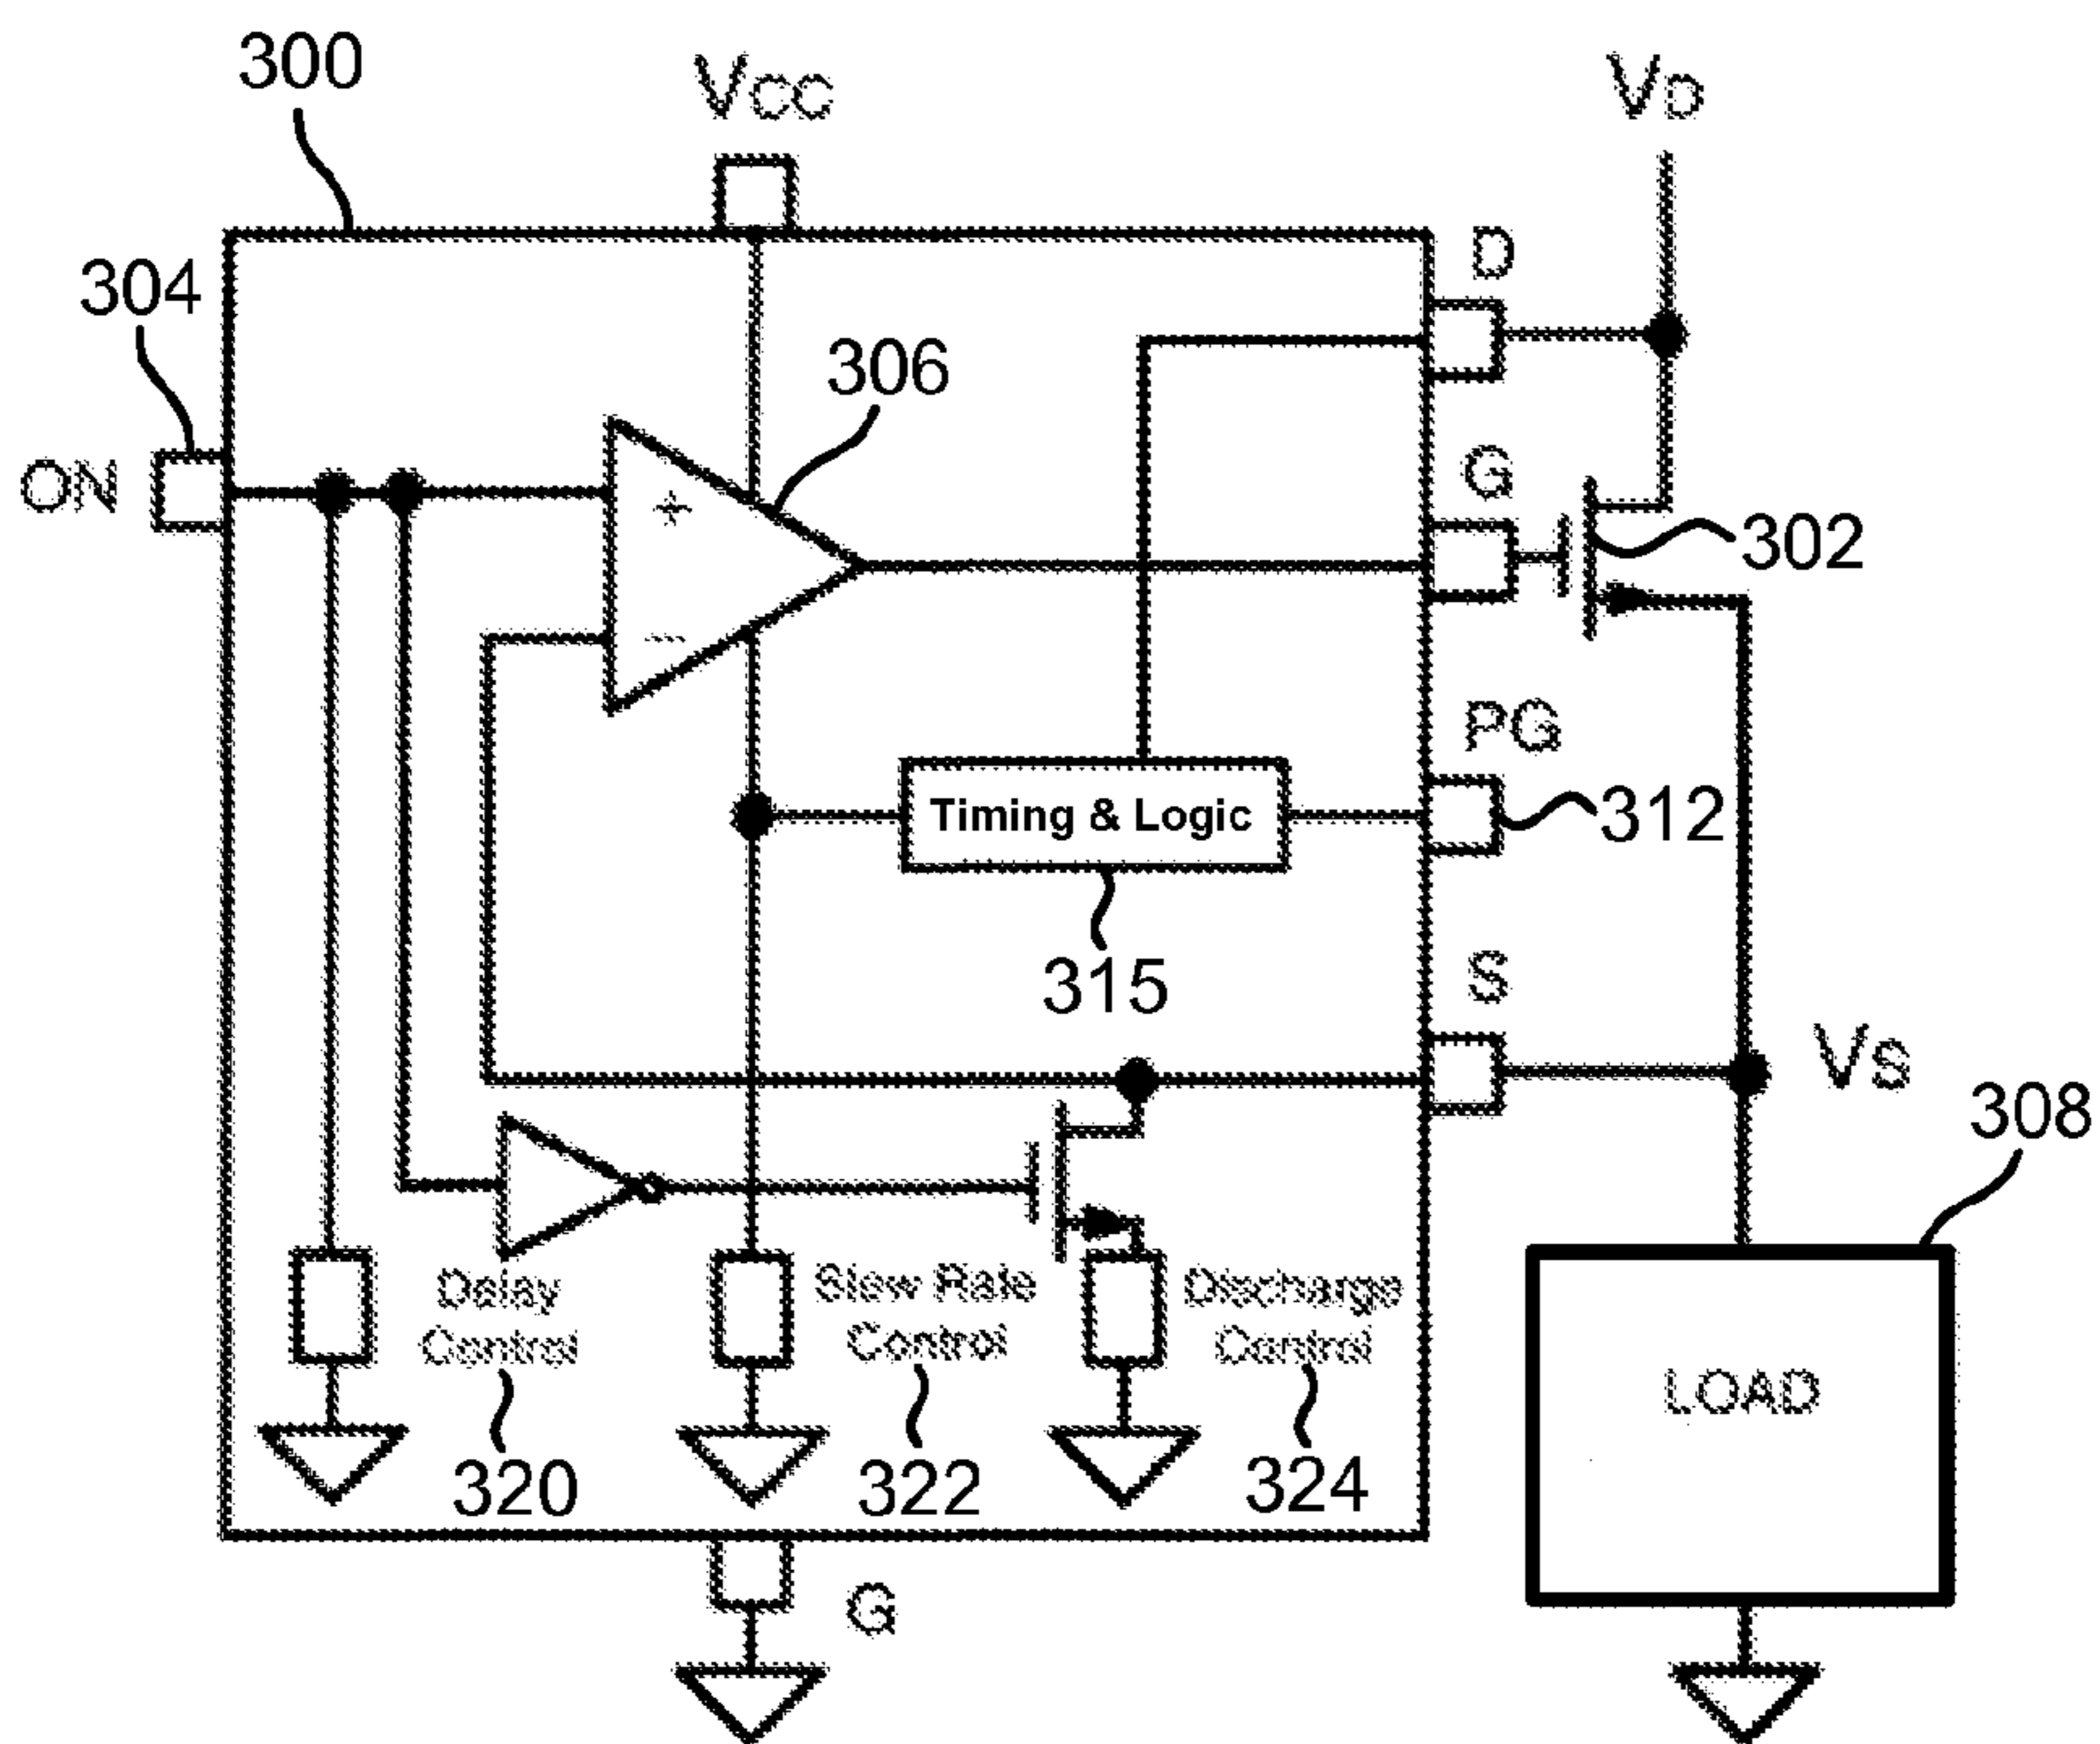 300
VCC
VD
304
D
306
ON
+
G
302
−
PG
Timing & Logic
312
315
S
VS
308
Delay
Control
Slew Rate
Control
Discharge
Control
LOAD
320
322
324
G